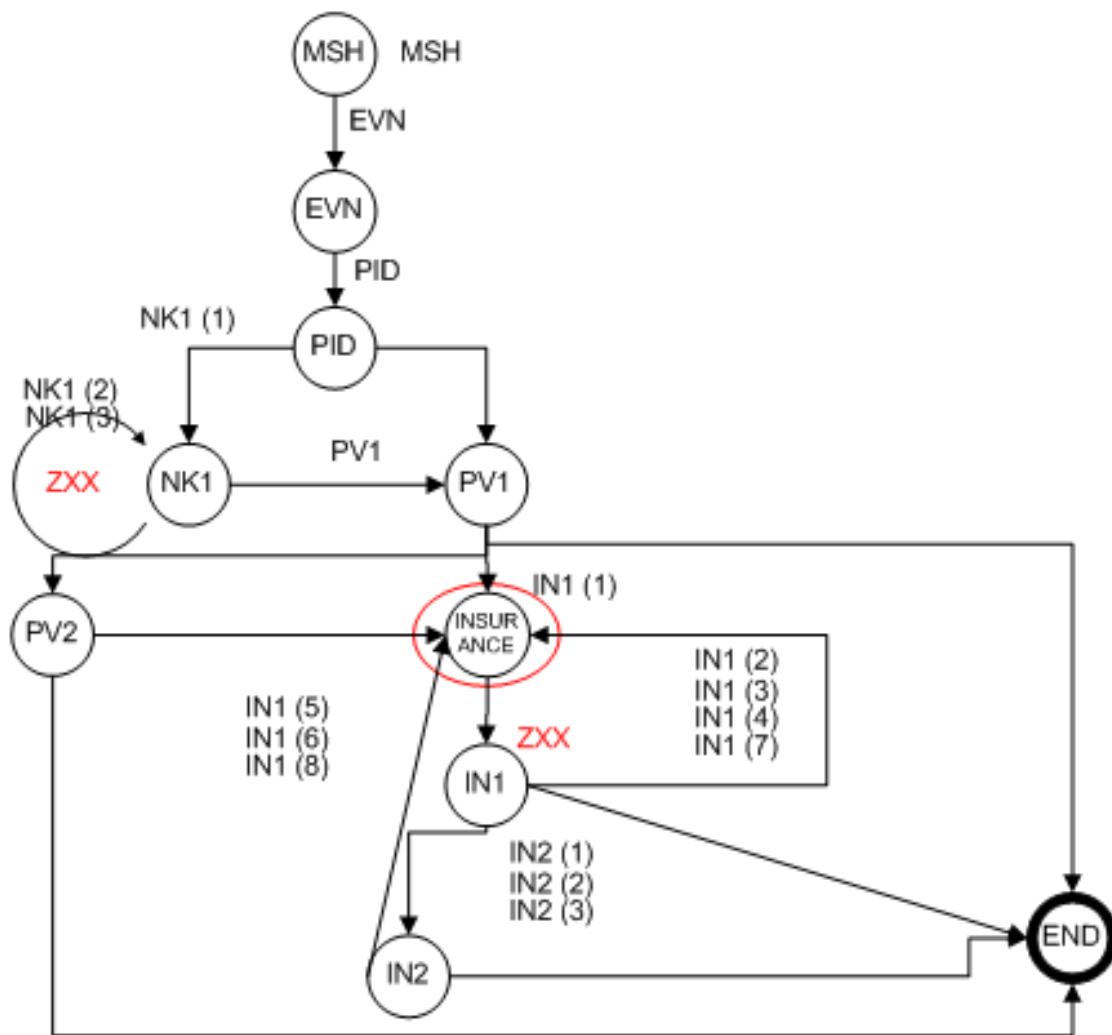 MSH
MSH
EVN
EVN
PID
NK1 (1)
PID
NK1 (2)
NK1 (3)
ZXX
NK1
PV1
PV1
IN1 (1)
PV2
INSUR
ANCE
IN1 (2)
IN1 (3)
IN1 (4)
IN1 (7)
IN1 (5)
IN1 (6)
IN1 (8)
ZXX
IN1
IN2 (1)
IN2 (2)
IN2 (3)
END
IN2